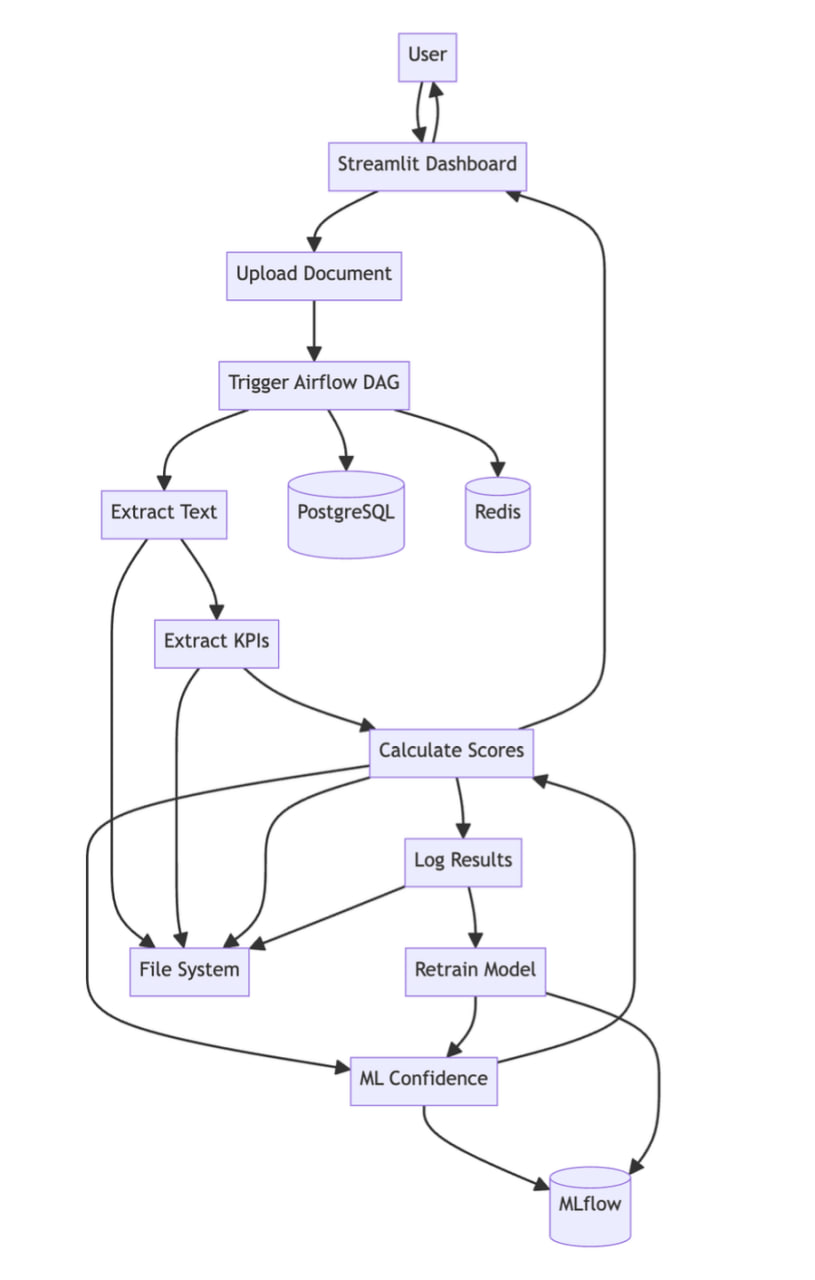 User
Streamlit Dashboard
Upload Document
Trigger Airflow DAG
Extract Text
PostgreSQL
Redis
Extract KPIs
Calculate Scores
Log Results
File System
Retrain Model
ML Confidence
MLflow